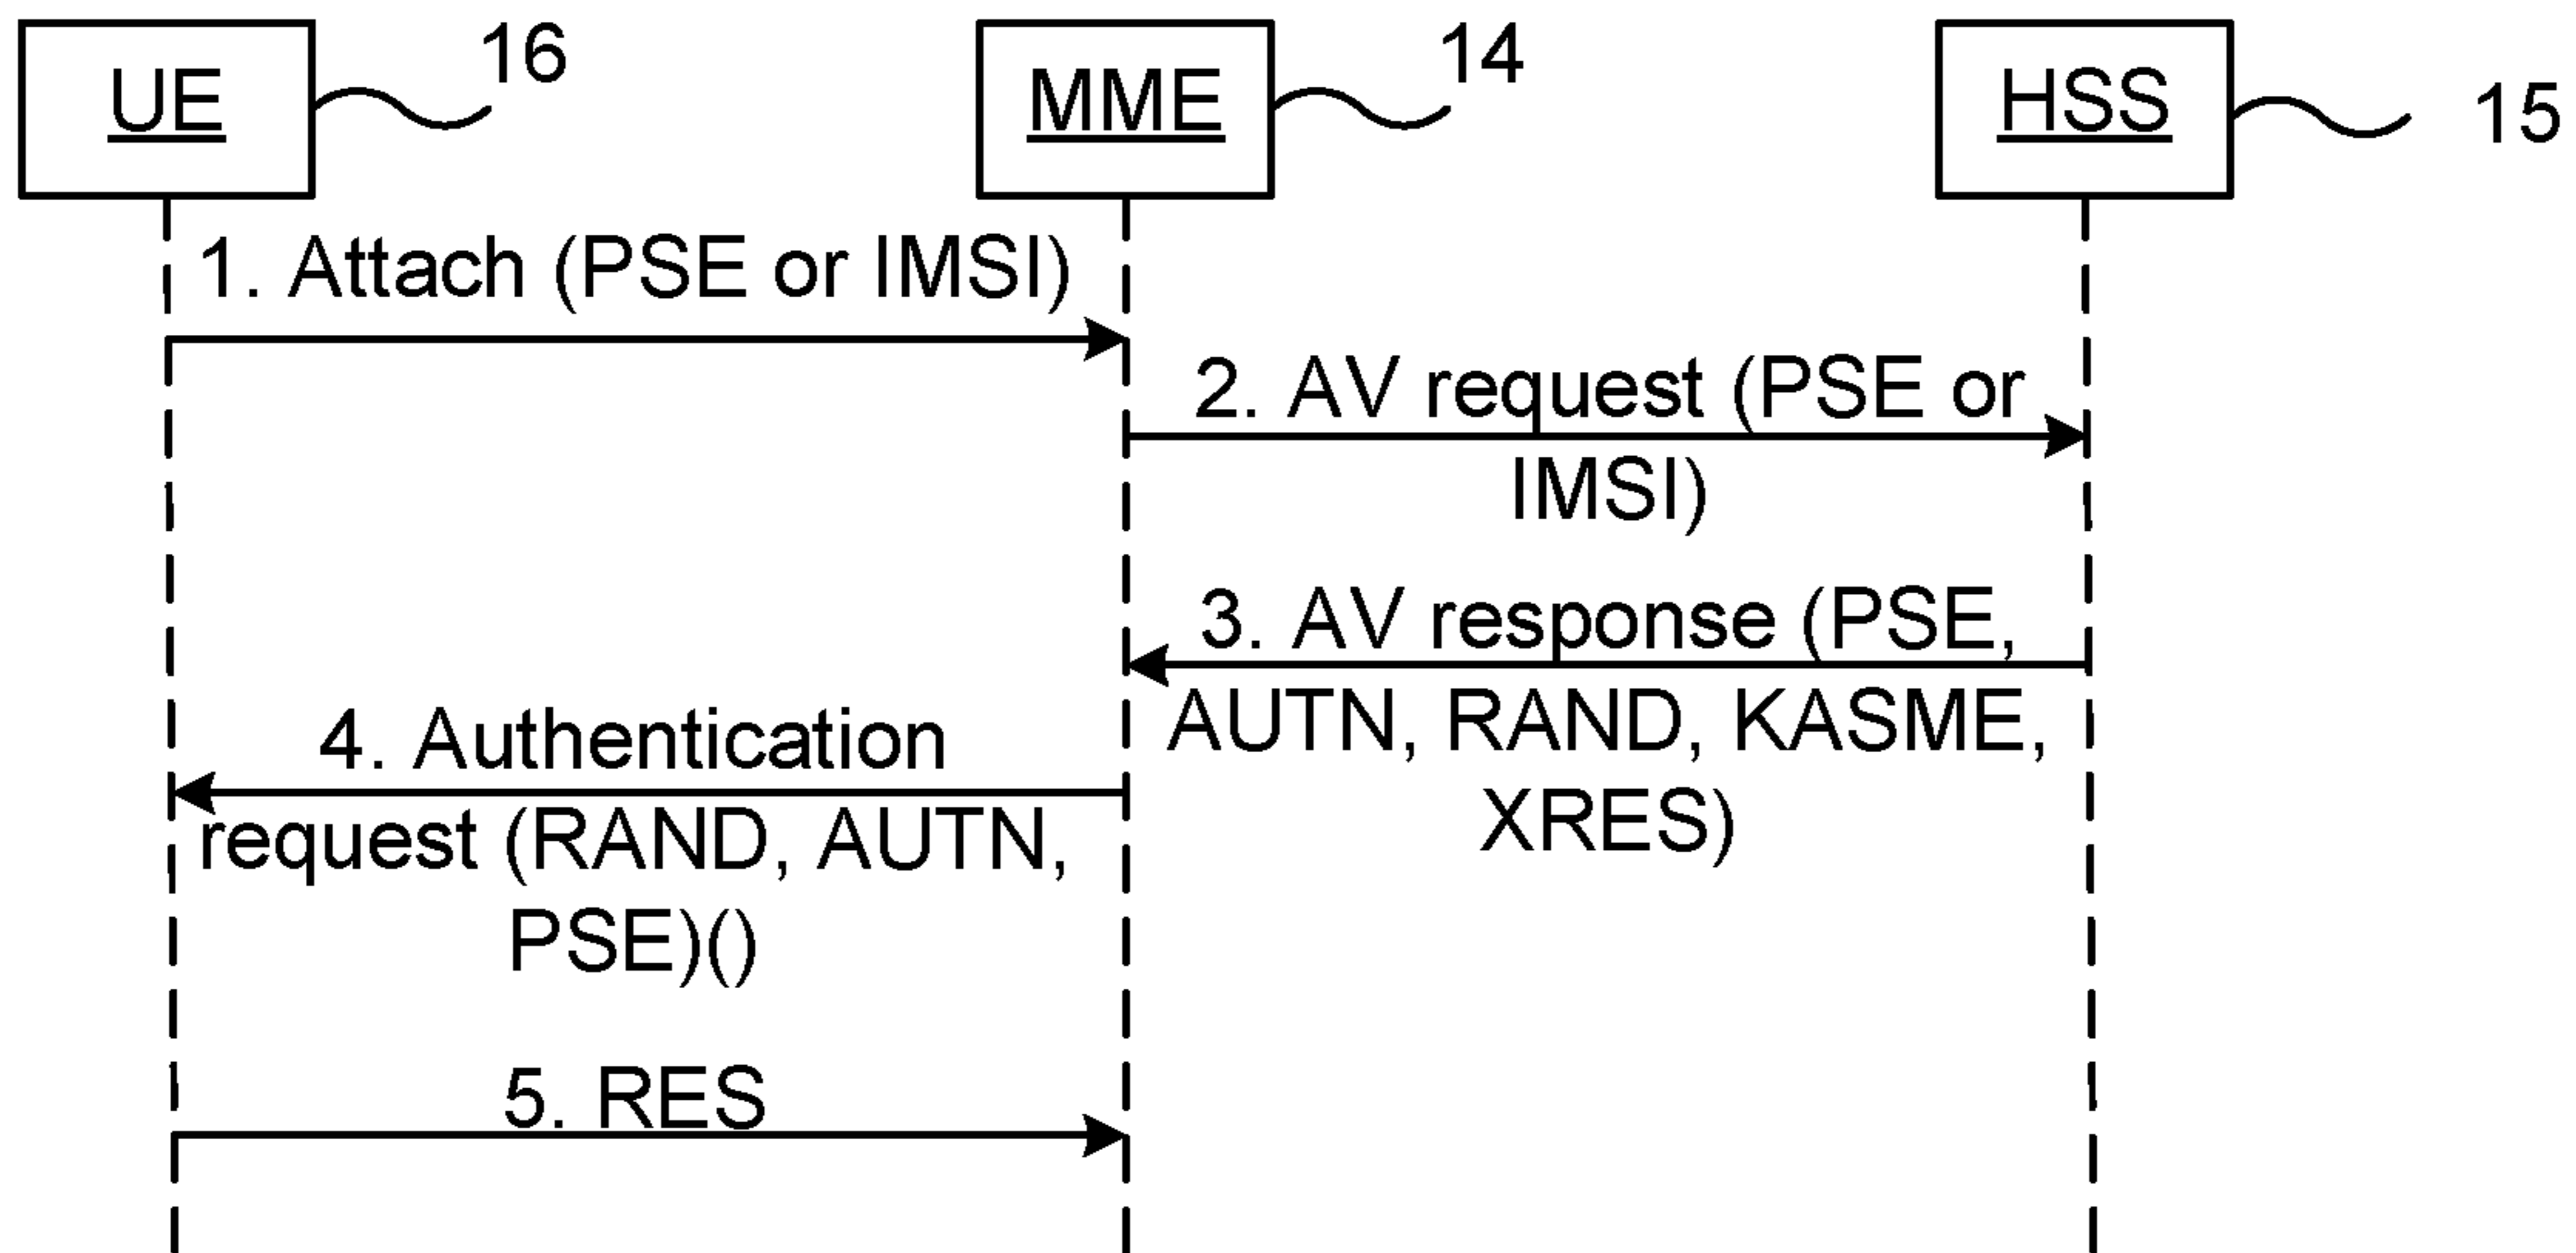 UE
16
MME
14
HSS
15
1. Attach (PSE or IMSI)
2. AV request (PSE or
IMSI)
3. AV response (PSE,
AUTN, RAND, KASME,
XRES)
4. Authentication
request (RAND, AUTN,
PSE)()
5. RES